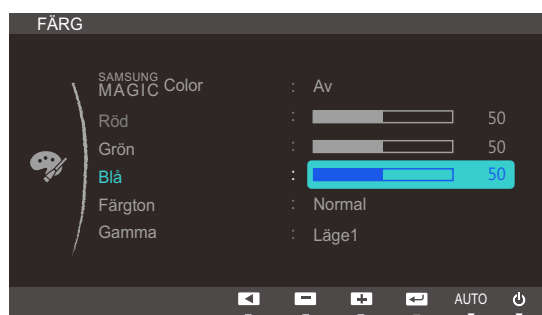 FÄRG
SAMSUNG MAGIC Color : Av
Röd : 50
Grön : 50
Blå : 50
Färgton : Normal
Gamma : Läge1
AUTO